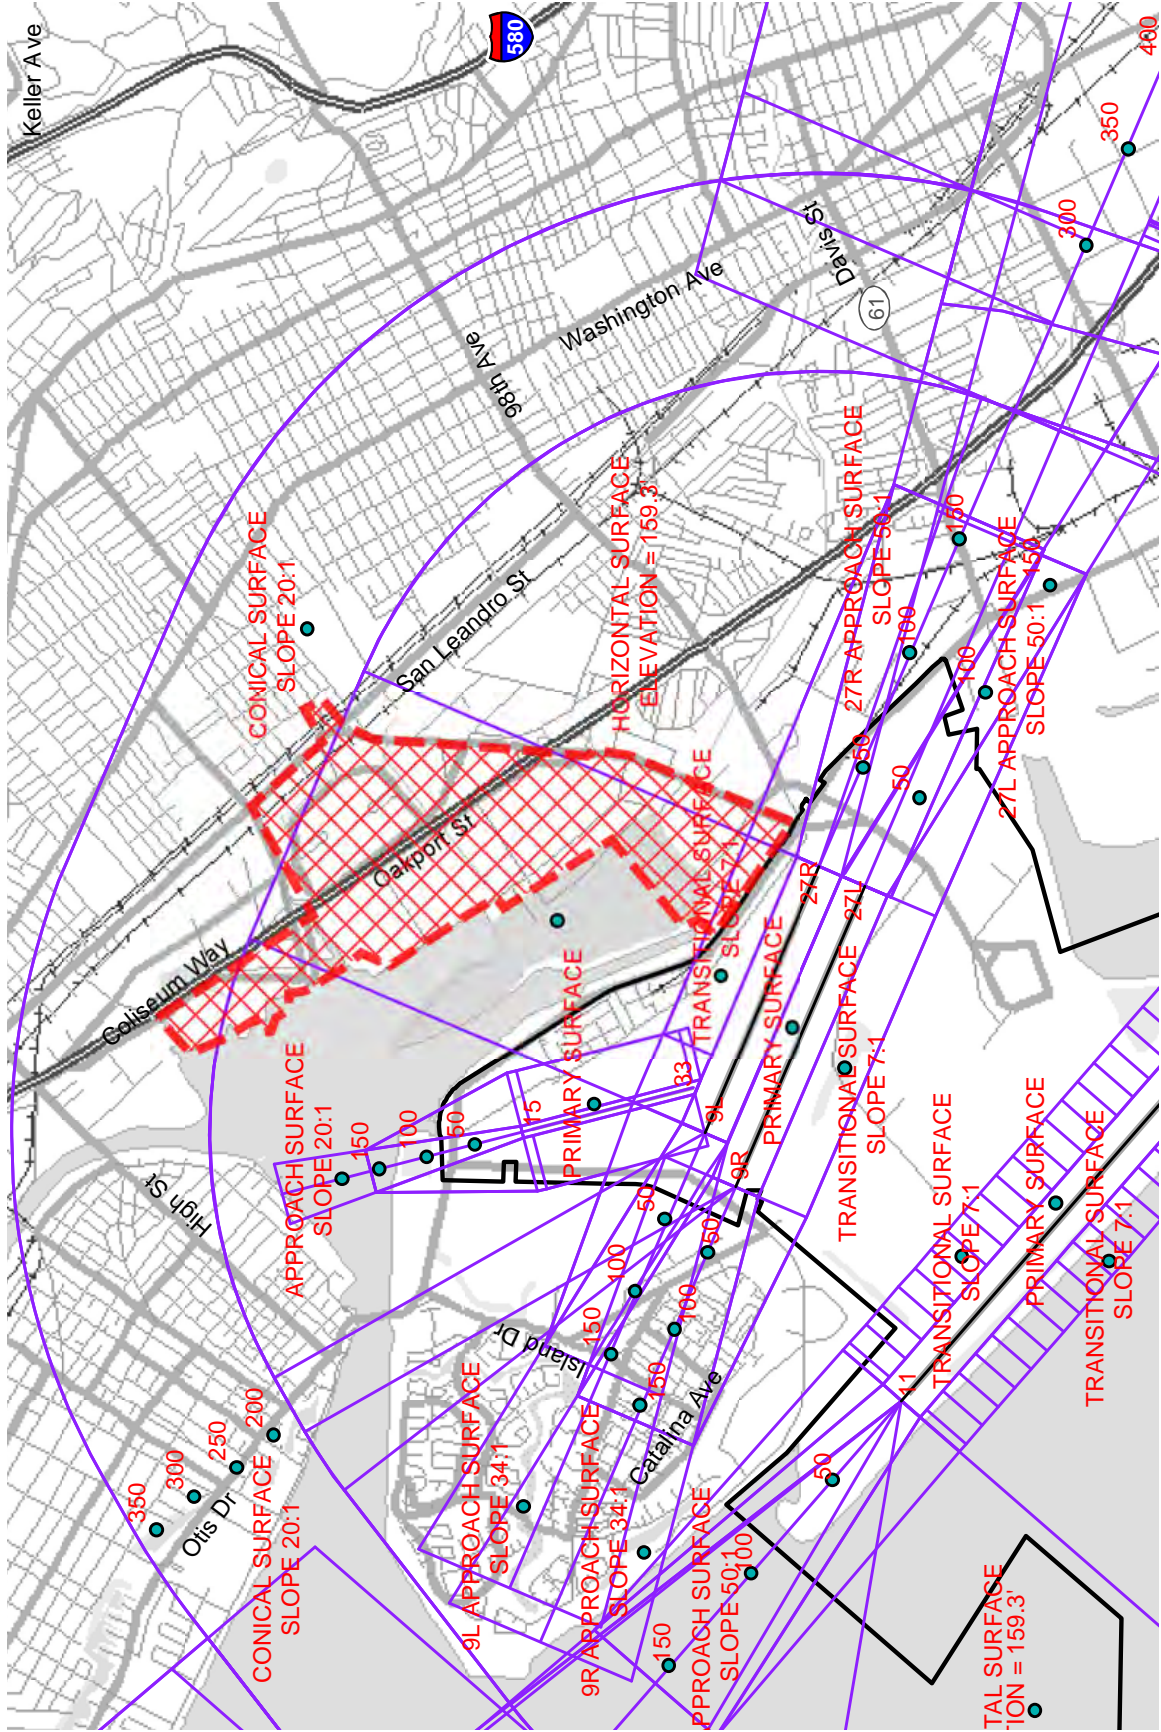 Keller Ave
580
400
350
300
Davis St
61
Washington Ave
98th Ave
CONICAL SURFACE
SLOPE 20:1
San Leandro St
HORIZONTAL SURFACE
ELEVATION = 159.3'
27R APPROACH SURFACE
SLOPE 50:1
150
100
50
27L APPROACH SURFACE
SLOPE 50:1
150
100
50
Oakport St
Coliseum Way
TRANSITIONAL SURFACE
SLOPE 7:1
27R
27L
PRIMARY SURFACE
APPROACH SURFACE
SLOPE 20:1
150
100
50
15
33
9L
9R
PRIMARY SURFACE
TRANSITIONAL SURFACE
SLOPE 7:1
High St
50
100
150
50
100
150
Island Dr
Catalina Ave
9L APPROACH SURFACE
SLOPE 34:1
9R APPROACH SURFACE
SLOPE 34:1
350
300
250
200
Otis Dr
CONICAL SURFACE
SLOPE 20:1
TRANSITIONAL SURFACE
SLOPE 7:1
PRIMARY SURFACE
TRANSITIONAL SURFACE
SLOPE 7:1
11
50
100
150
PPROACH SURFACE
SLOPE 50:1
TAL SURFACE
ION = 159.3'